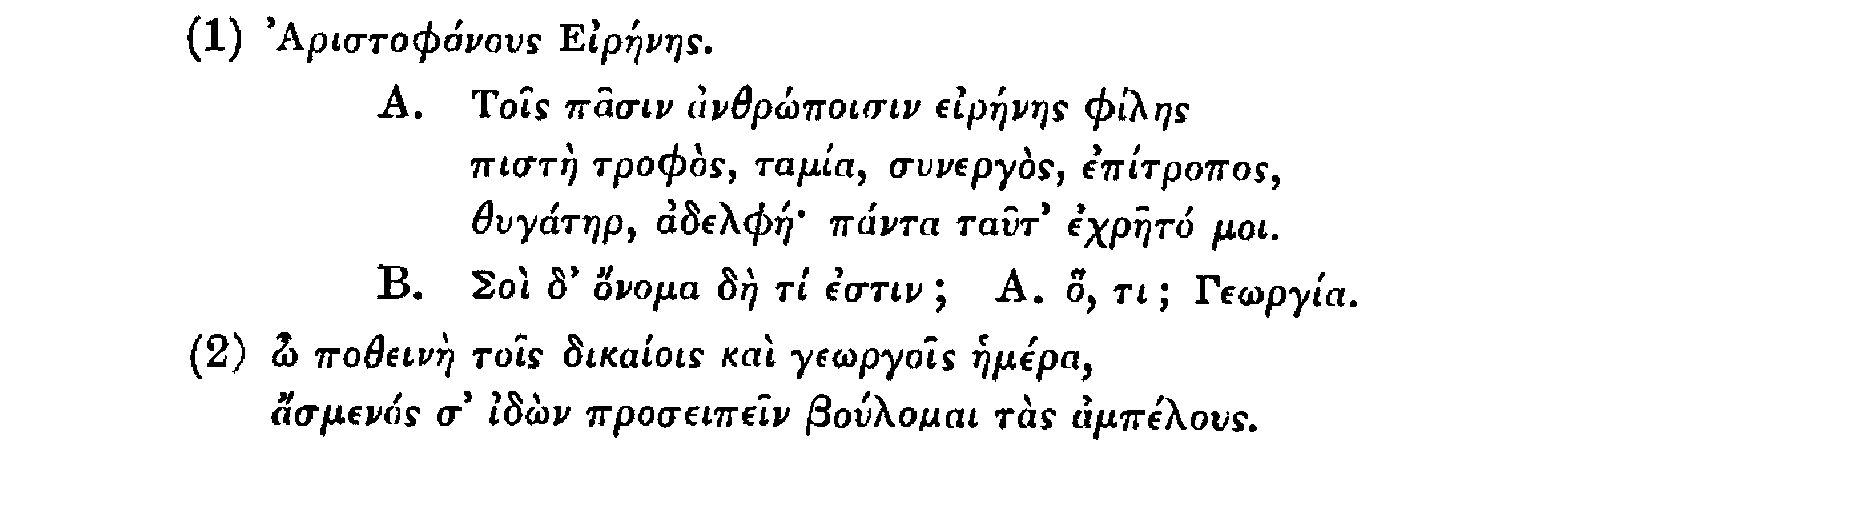 (1) Ἀριστοφάνους Εἰρήνης.
Α. Τοῖς πᾶσιν ἀνθρώποισιν εἰρήνης φίλης
πιστὴ τροφὸς, ταμία, συνεργὸς, ἐπίτροπος,
θυγάτηρ, ἀδελφή· πάντα ταῦτ’ ἐχρῆτό μοι.
Β. Σοὶ δ’ ὄνομα δὴ τί ἐστιν; Α. ὅ, τι; Γεωργία.
(2) ὦ ποθεινὴ τοῖς δικαίοις καὶ γεωργοῖς ἡμέρα,
ἄσμενός σ’ ἰδὼν προσειπεῖν βούλομαι τὰς ἀμπέλους.